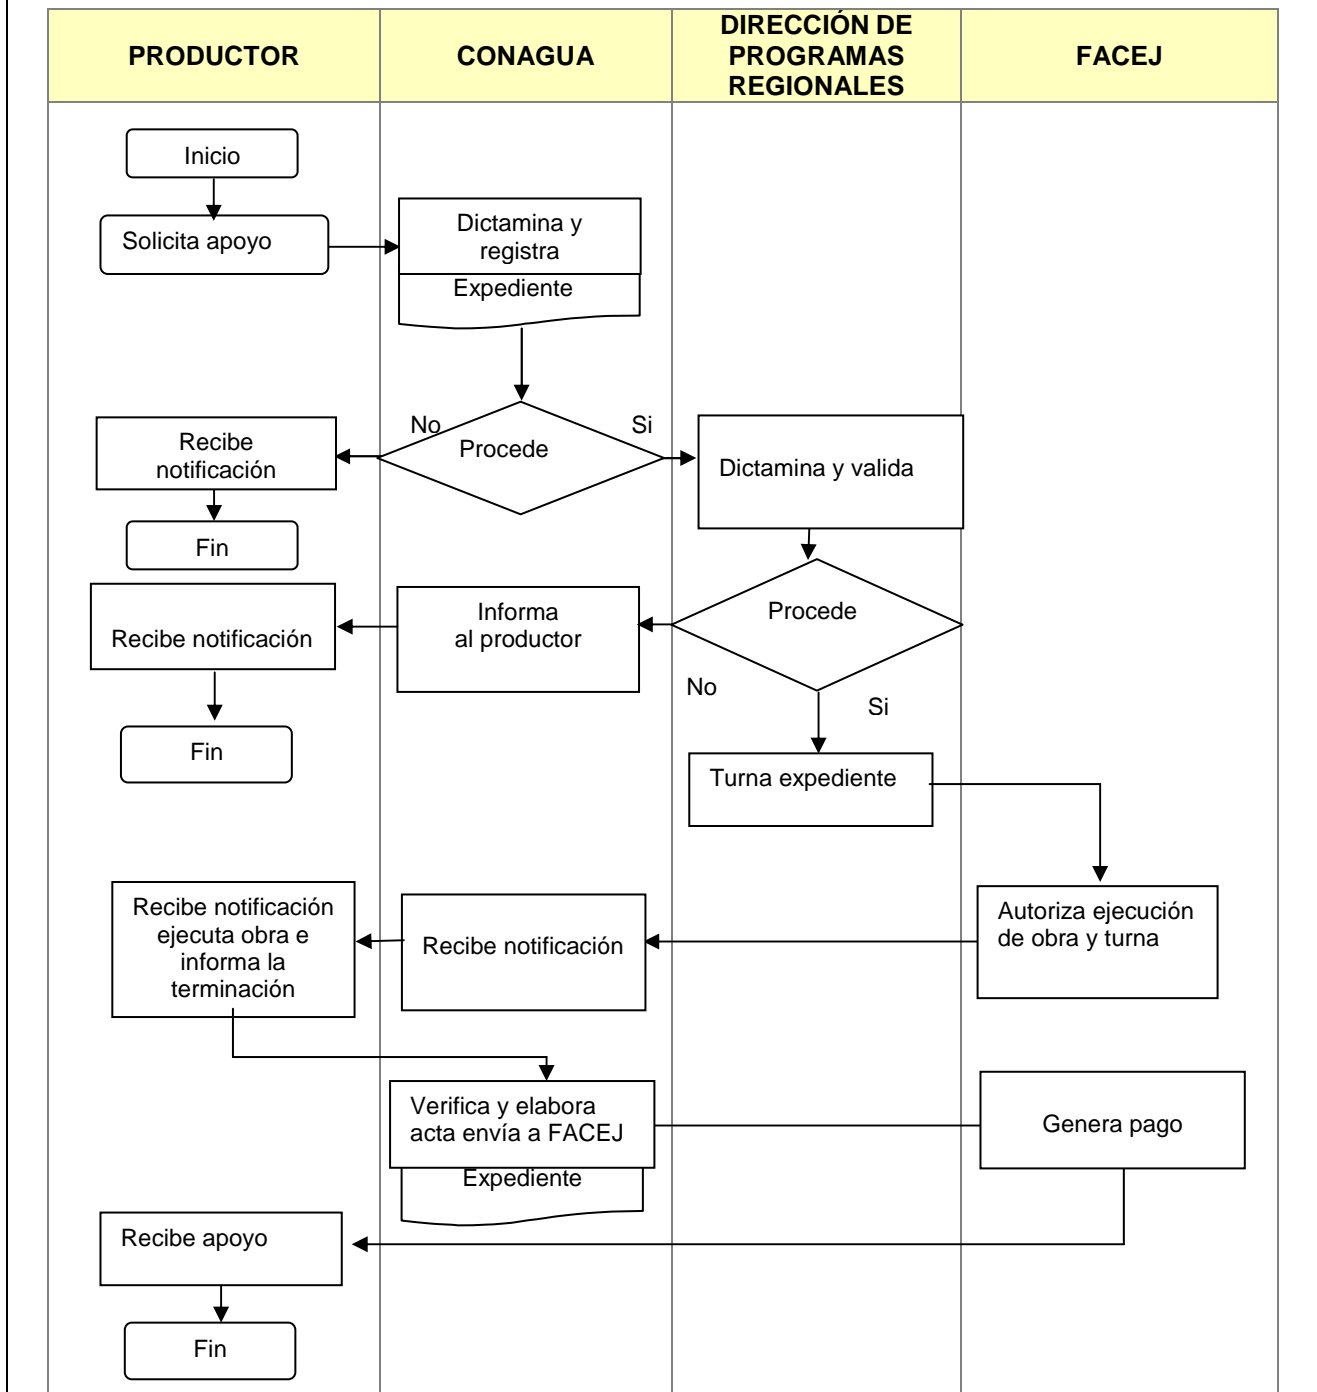 PRODUCTOR
CONAGUA
DIRECCIÓN DE
PROGRAMAS
REGIONALES
FACEJ
Inicio
Solicita apoyo
Dictamina y
registra
Expediente
No
Procede
Si
Recibe
notificación
Dictamina y valida
Fin
Recibe notificación
Informa
al productor
Procede
No
Si
Fin
Turna expediente
Recibe notificación
ejecuta obra e
informa la
terminación
Recibe notificación
Autoriza ejecución
de obra y turna
Verifica y elabora
acta envía a FACEJ
Expediente
Genera pago
Recibe apoyo
Fin